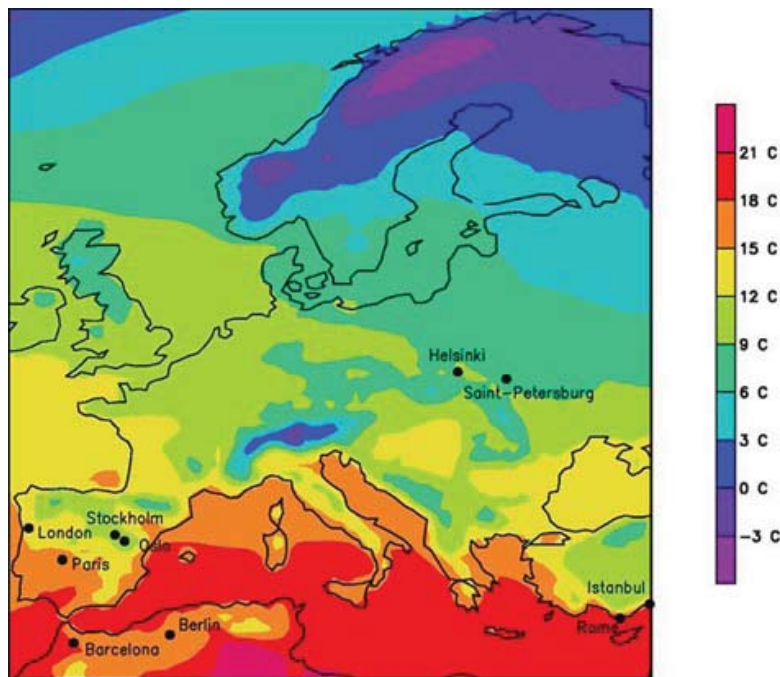 21 C
18 C
15 C
12 C
9 C
6 C
3 C
0 C
-3 C
Helsinki
Saint-Petersburg
Stockholm
London
Oslo
Paris
Istanbul
Rome
Berlin
Barcelona